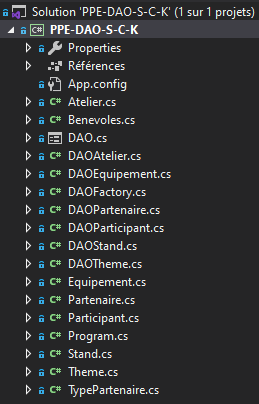 Solution 'PPE-DAO-S-C-K' (1 sur 1 projets)
C# PPE-DAO-S-C-K
Properties
Références
App.config
C# Atelier.cs
C# Benevoles.cs
DAO.cs
C# DAOAtelier.cs
C# DAOEquipement.cs
C# DAOFactory.cs
C# DAOPartenaire.cs
C# DAOParticipant.cs
C# DAOStand.cs
C# DAOTheme.cs
C# Equipement.cs
C# Partenaire.cs
C# Participant.cs
C# Program.cs
C# Stand.cs
C# Theme.cs
C# TypePartenaire.cs